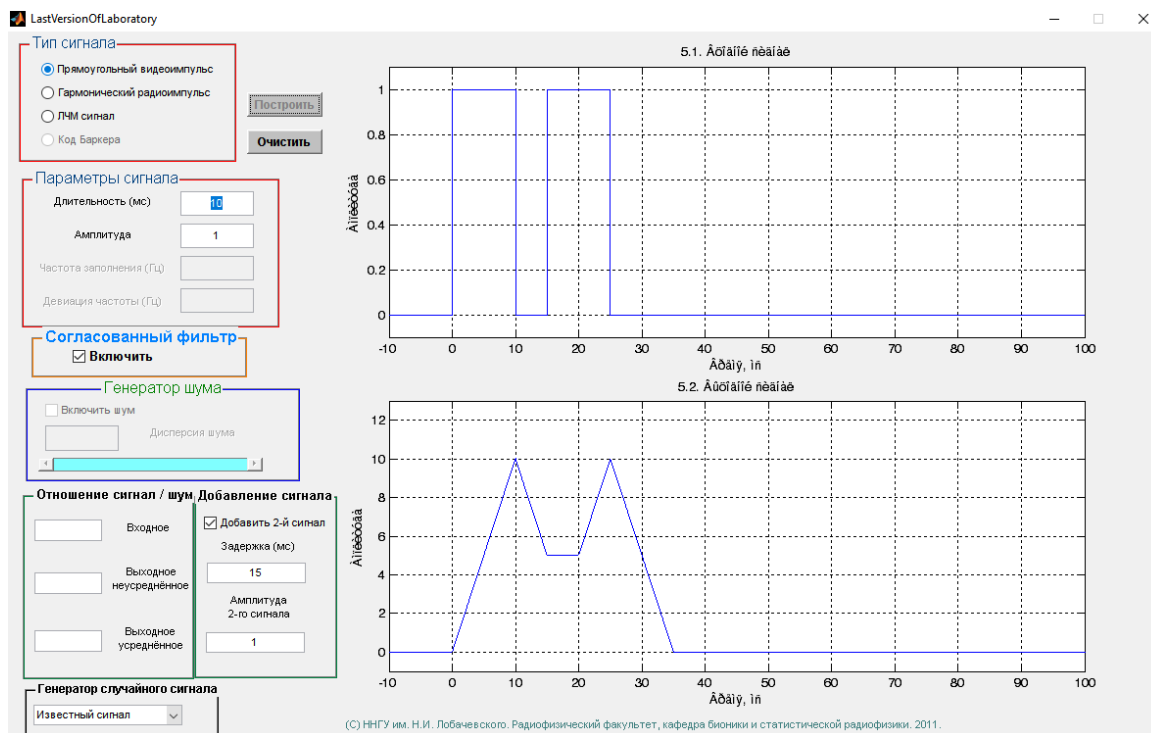 LastVersionOfLaboratory
Тип сигнала
Прямоугольный видеоимпульс
Гармонический радиоимпульс
ЛЧМ сигнал
Код Баркера
Построить
Очистить
Параметры сигнала
Длительность (мс)
10
Амплитуда
1
Частота заполнения (Гц)
Девиация частоты (Гц)
Согласованный фильтр
Включить
Генератор шума
Включить шум
Дисперсия шума
Отношение сигнал / шум
Входное
Выходное
неусреднённое
Выходное
усреднённое
Добавление сигнала
Добавить 2-й сигнал
Задержка (мс)
15
Амплитуда
2-го сигнала
1
Генератор случайного сигнала
Известный сигнал
5.1. Âõîäíîé ñèãíàë
Àìïëèòóäà
1
0.8
0.6
0.4
0.2
0
-10 0 10 20 30 40 50 60 70 80 90 100
Âðåìÿ, ìñ
5.2. Âûõîäíîé ñèãíàë
Àìïëèòóäà
12
10
8
6
4
2
0
-10 0 10 20 30 40 50 60 70 80 90 100
Âðåìÿ, ìñ
(С) ННГУ им. Н.И. Лобачевского. Радиофизический факультет, кафедра бионики и статистической радиофизики. 2011.